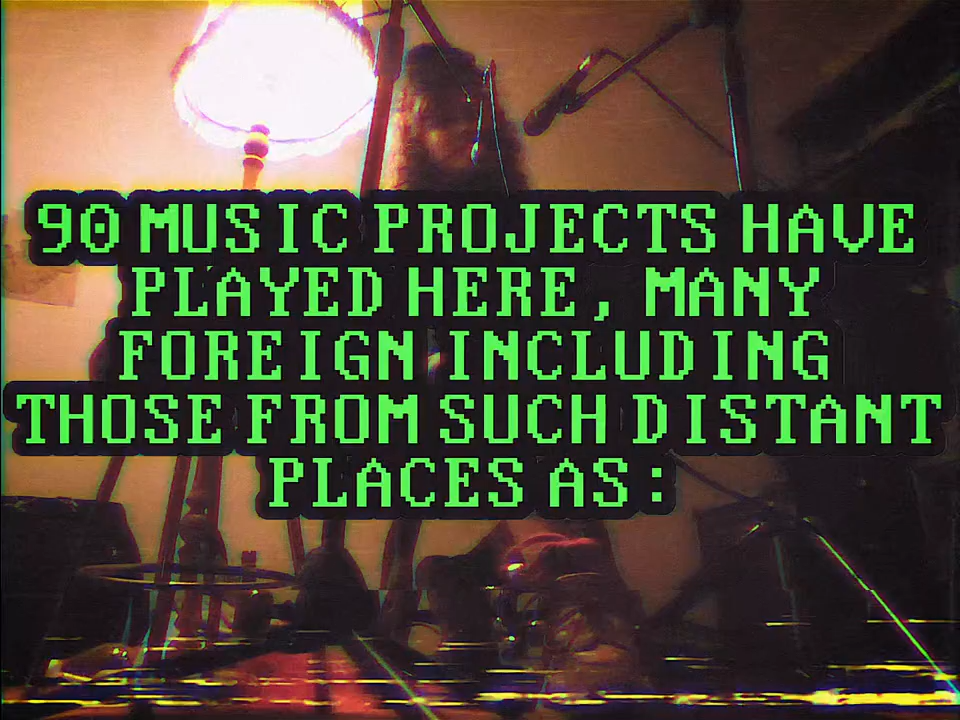 90 MUSIC PROJECTS HAVE
PLAYED HERE, MANY
FOREIGN INCLUDING
THOSE FROM SUCH DISTANT
PLACES AS: